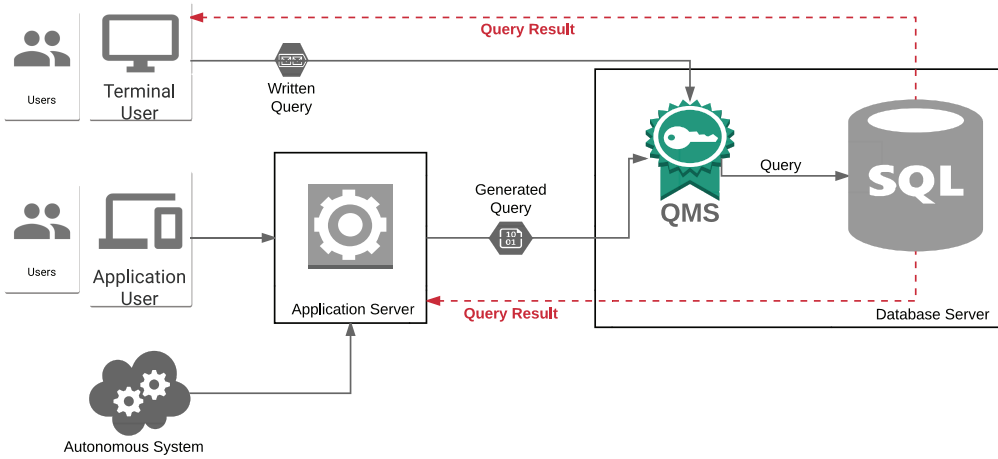 Query Result
Users
Terminal
User
Written
Query
Generated
Query
10
01
QMS
Query
SQL
Users
Application
User
Application Server
Query Result
Database Server
Autonomous System